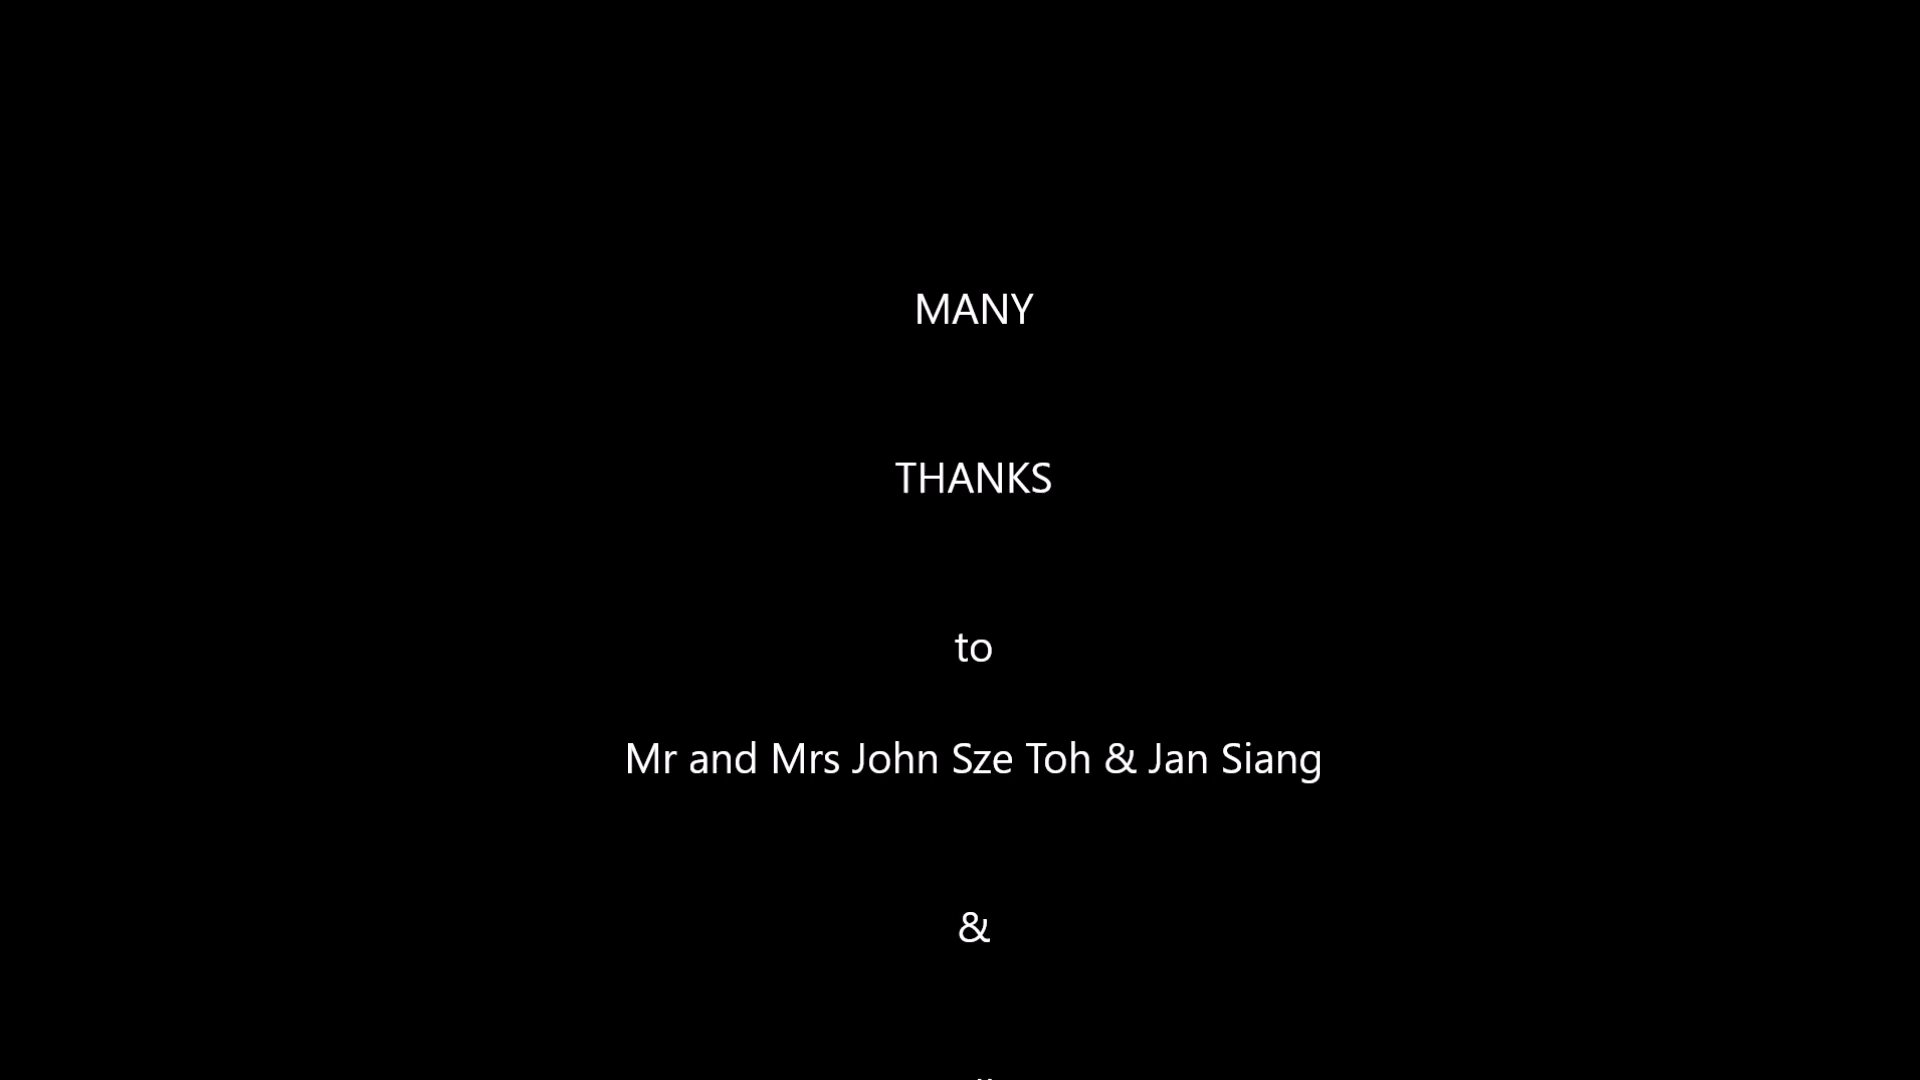 MANY
THANKS
to
Mr and Mrs John Sze Toh & Jan Siang
&